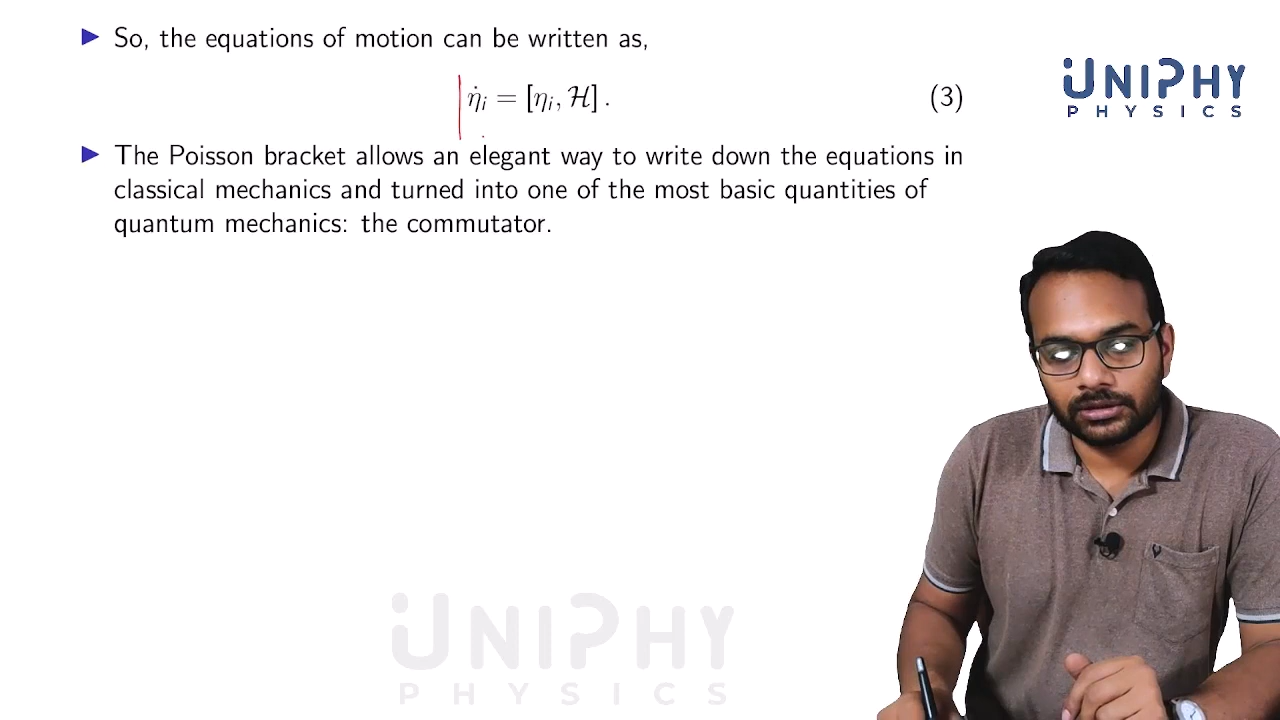 ▶ So, the equations of motion can be written as,
η̇ᵢ = [ηᵢ, ℋ] . (3)
▶ The Poisson bracket allows an elegant way to write down the equations in
classical mechanics and turned into one of the most basic quantities of
quantum mechanics: the commutator.
UNIPHY
PHYSICS
UNIPHY
PHYSICS